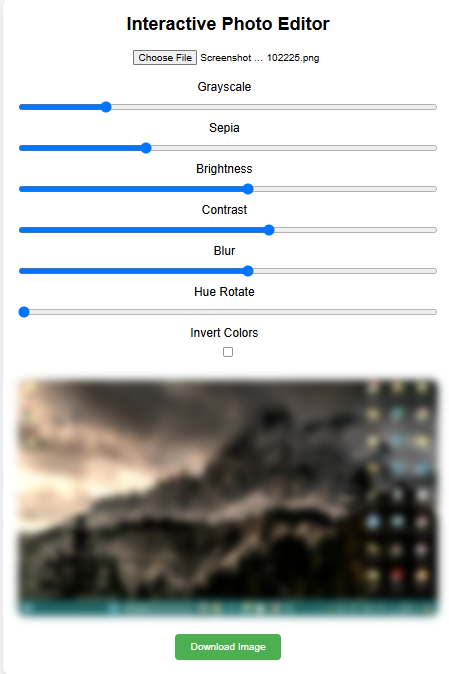 Interactive Photo Editor
Choose File Screenshot ... 102225.png
Grayscale
Sepia
Brightness
Contrast
Blur
Hue Rotate
Invert Colors
Download Image